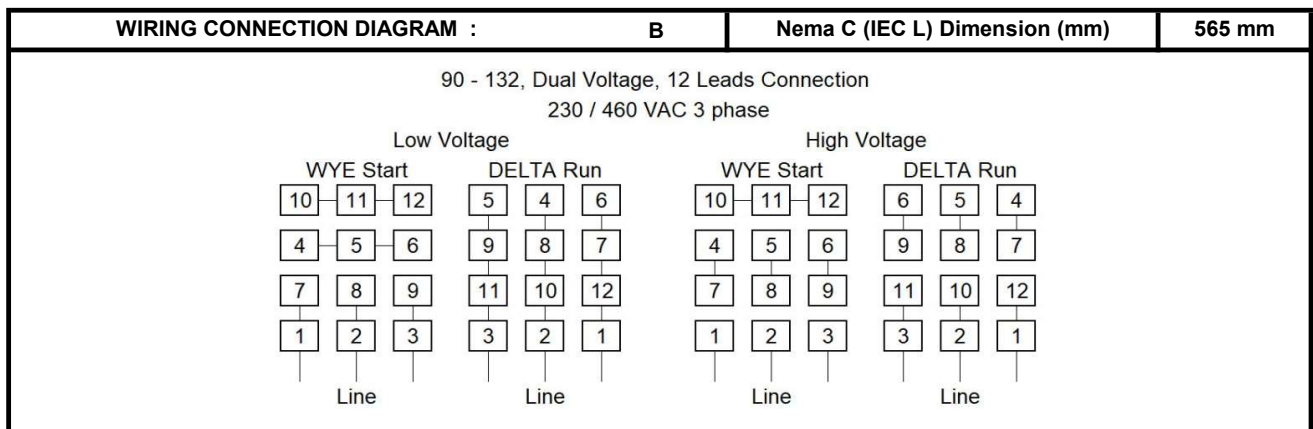 WIRING CONNECTION DIAGRAM : B Nema C (IEC L) Dimension (mm) 565 mm
90 - 132, Dual Voltage, 12 Leads Connection
230 / 460 VAC 3 phase
Low Voltage High Voltage
WYE Start DELTA Run WYE Start DELTA Run
10 11 12 5 4 6 10 11 12 6 5 4
4 5 6 9 8 7 4 5 6 9 8 7
7 8 9 11 10 12 7 8 9 11 10 12
1 2 3 3 2 1 1 2 3 3 2 1
Line Line Line Line